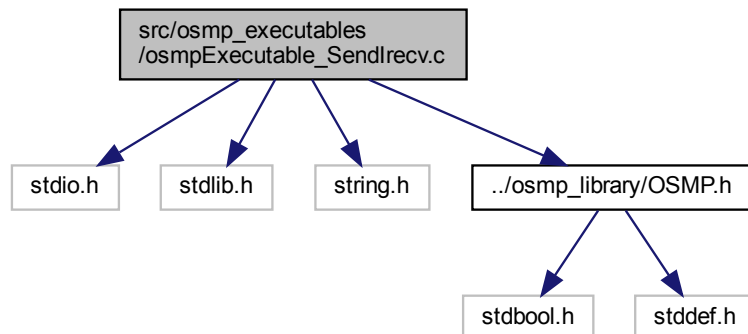 src/osmp_executables
/osmpExecutable_SendIrecv.c
stdio.h
stdlib.h
string.h
../osmp_library/OSMP.h
stdbool.h
stddef.h